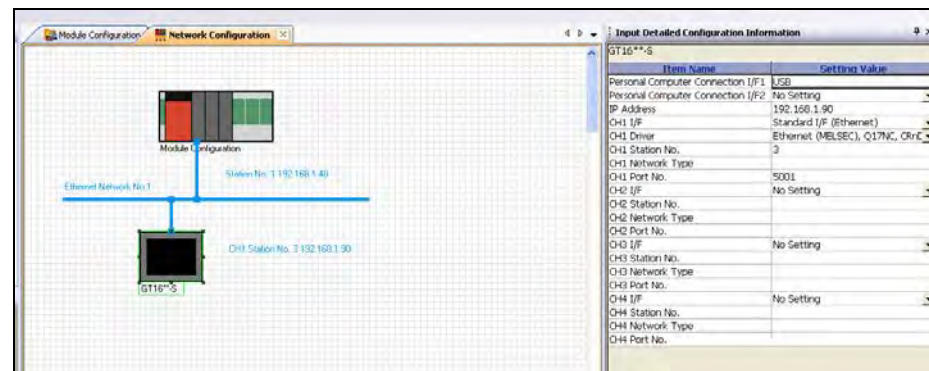 Module Configuration
Network Configuration
Input Detailed Configuration Information
GT16**-S
Item Name Setting Value
Personal Computer Connection I/F1 USB
Personal Computer Connection I/F2 No Setting
IP Address 192.168.1.90
CH1 I/F Standard I/F (Ethernet)
CH1 Driver Ethernet (MELSEC), Q17NC, CRnD
CH1 Station No. 3
CH1 Network Type
CH1 Port No. 5001
CH2 I/F No Setting
CH2 Station No.
CH2 Network Type
CH2 Port No.
CH3 I/F No Setting
CH3 Station No.
CH3 Network Type
CH3 Port No.
CH4 I/F No Setting
CH4 Station No.
CH4 Network Type
CH4 Port No.
Module Configuration
Station No. 1 192.168.1.40
Ethernet Network No.1
CH1 Station No. 3 192.168.1.90
GT16**-S